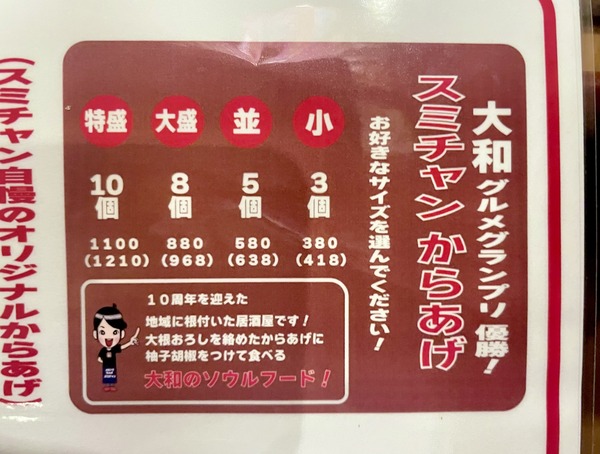 大和グルメグランプリ 優勝！
スミチャン からあげ
お好きなサイズを選んでください！
小
3個
380
(418)
並
5個
580
(638)
大盛
8個
880
(968)
特盛
10個
1100
(1210)
１０周年を迎えた
地域に根付いた居酒屋です！
大根おろしを絡めたからあげに
柚子胡椒をつけて食べる
大和のソウルフード！
(スミチャン自慢のオリジナルからあげ)